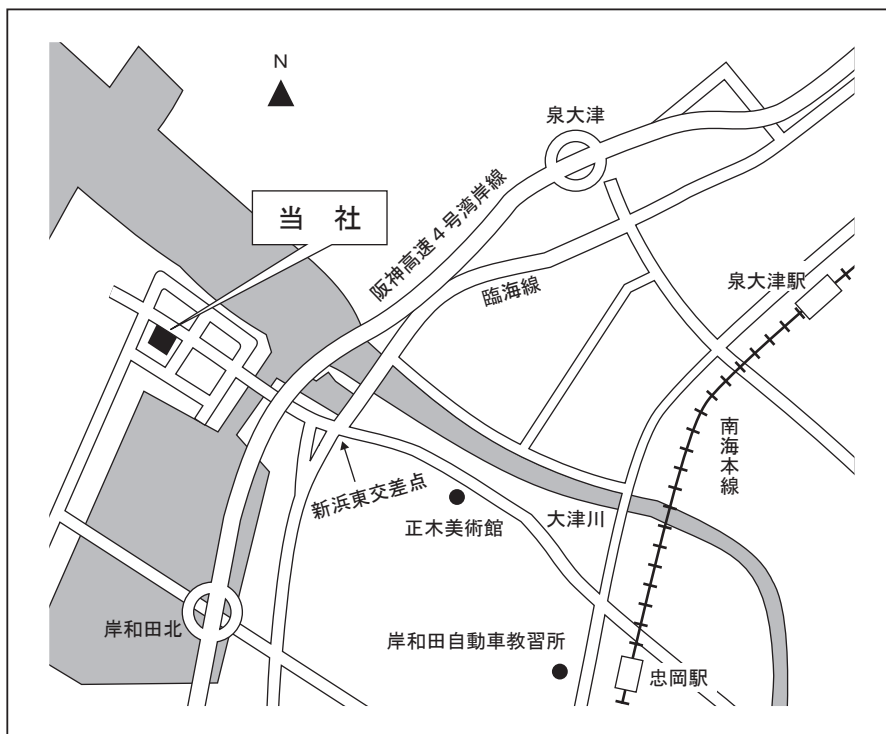 N
泉大津
当 社
阪神高速4号湾岸線
臨海線
泉大津駅
南海本線
新浜東交差点
正木美術館
大津川
岸和田北
岸和田自動車教習所
忠岡駅